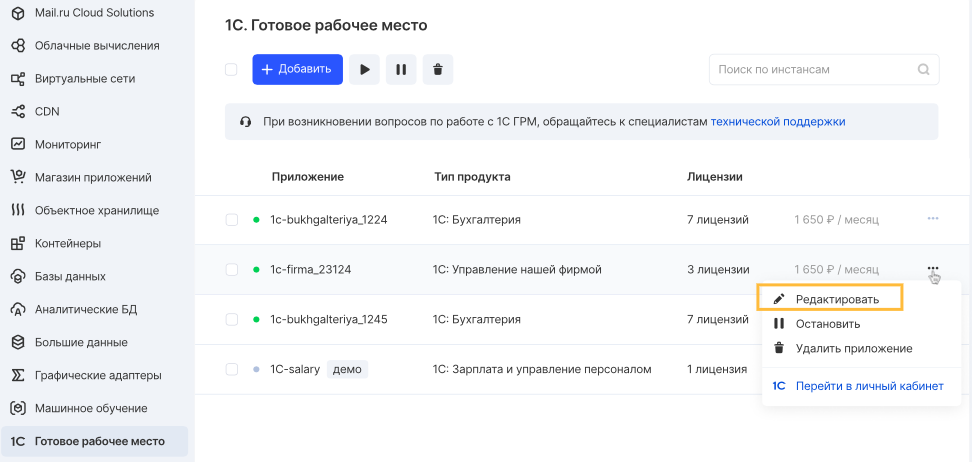 Mail.ru Cloud Solutions
Облачные вычисления
Виртуальные сети
CDN
Мониторинг
Магазин приложений
Объектное хранилище
Контейнеры
Базы данных
Аналитические БД
Большие данные
Графические адаптеры
Машинное обучение
1С Готовое рабочее место
1С. Готовое рабочее место
+ Добавить
Поиск по инстансам
При возникновении вопросов по работе с 1С ГРМ, обращайтесь к специалистам технической поддержки
Приложение Тип продукта Лицензии
1c-bukhgalteriya_1224 1С: Бухгалтерия 7 лицензий 1 650 ₽ / месяц ...
1c-firma_23124 1С: Управление нашей фирмой 3 лицензии 1 650 ₽ / месяц ...
1c-bukhgalteriya_1245 1С: Бухгалтерия 7 лицензий
1C-salary демо 1С: Зарплата и управление персоналом 1 лицензия
Редактировать
Остановить
Удалить приложение
1С Перейти в личный кабинет